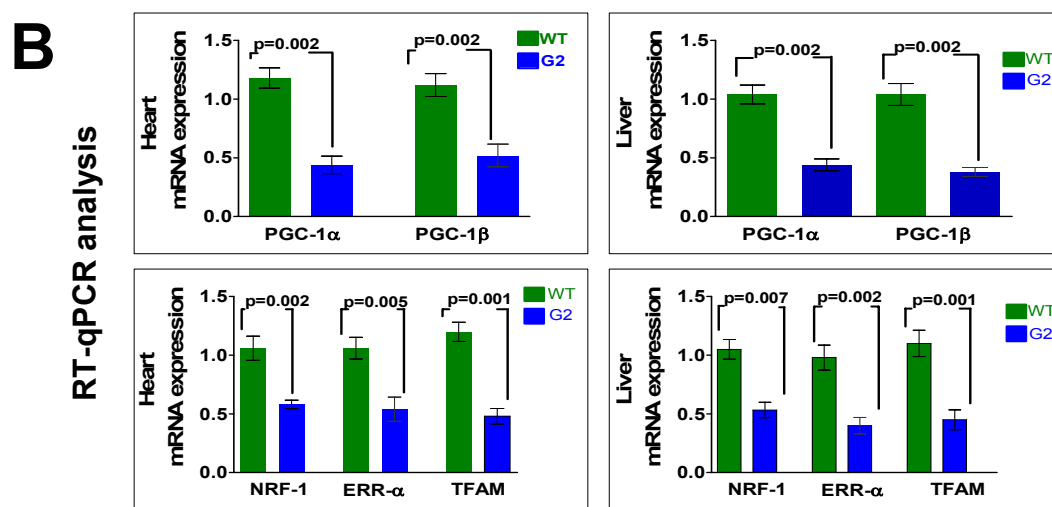 B
RT-qPCR analysis
Heart
mRNA expression
1.5
1.0
0.5
0.0
p=0.002
p=0.002
WT
G2
PGC-1α
PGC-1β
Liver
mRNA expression
1.5
1.0
0.5
0.0
p=0.002
p=0.002
WT
G2
PGC-1α
PGC-1β
Heart
mRNA expression
1.5
1.0
0.5
0.0
p=0.002
p=0.005
p=0.001
WT
G2
NRF-1
ERR-α
TFAM
Liver
mRNA expression
1.5
1.0
0.5
0.0
p=0.007
p=0.002
p=0.001
WT
G2
NRF-1
ERR-α
TFAM